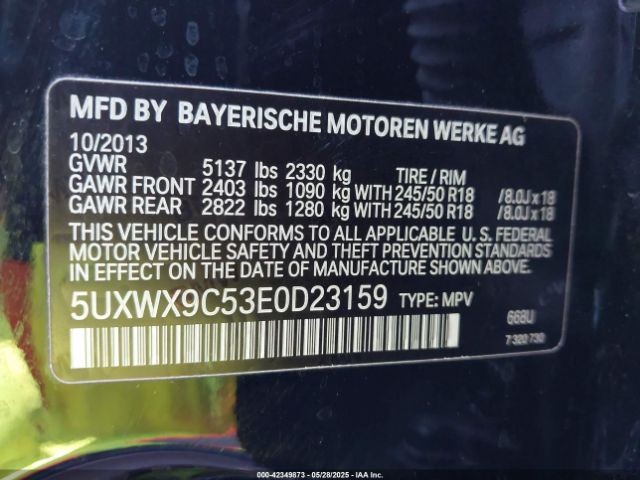 MFD BY BAYERISCHE MOTOREN WERKE AG
10/2013
GVWR 5137 lbs 2330 kg TIRE / RIM
GAWR FRONT 2403 lbs 1090 kg WITH 245/50 R18 /8.0J x 18
GAWR REAR 2822 lbs 1280 kg WITH 245/50 R18 /8.0J x 18
THIS VEHICLE CONFORMS TO ALL APPLICABLE U. S. FEDERAL
MOTOR VEHICLE SAFETY AND THEFT PREVENTION STANDARDS
IN EFFECT ON THE DATE OF MANUFACTURE SHOWN ABOVE.
5UXWX9C53E0D23159 TYPE: MPV
668U
7 320 730
00-42349873 - 05/28/2025 - IAAI, Inc.